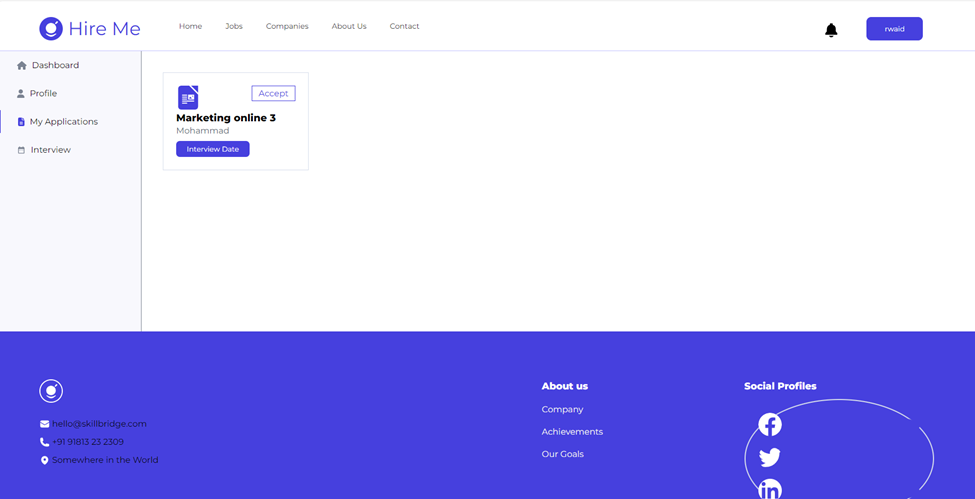 Hire Me
Home Jobs Companies About Us Contact
rwaid
Dashboard
Profile
My Applications
Interview
Accept
Marketing online 3
Mohammad
Interview Date
hello@skillbridge.com
+91 91813 23 2309
Somewhere in the World
About us
Company
Achievements
Our Goals
Social Profiles